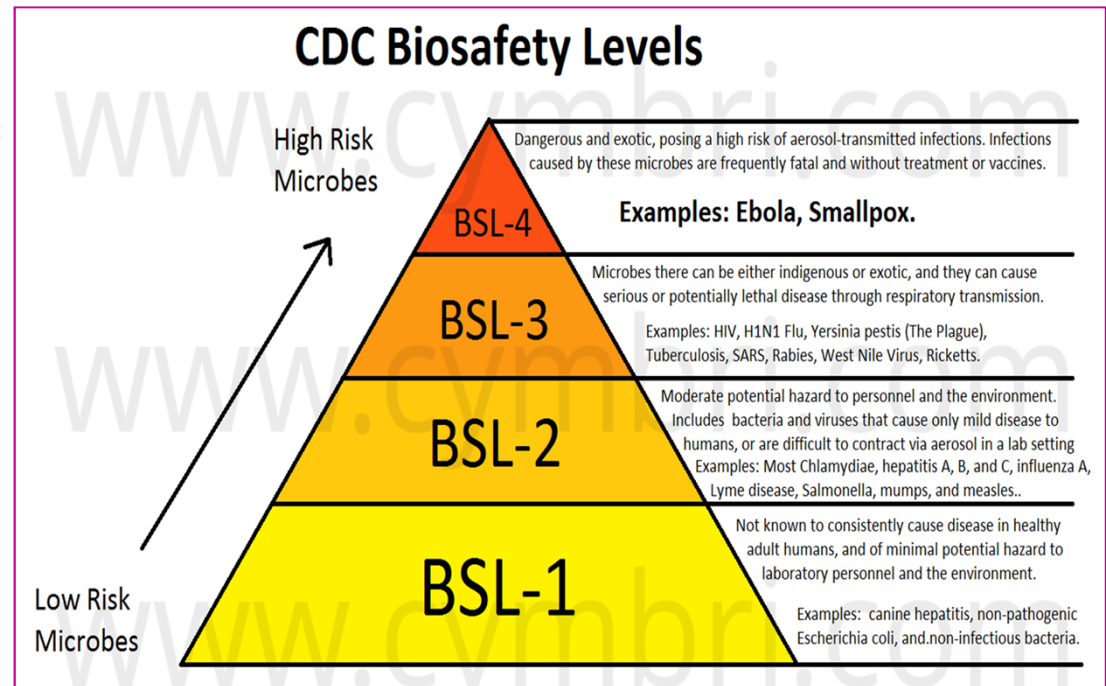 CDC Biosafety Levels
www.cymbri.com
High Risk
Microbes
Dangerous and exotic, posing a high risk of aerosol-transmitted infections. Infections
caused by these microbes are frequently fatal and without treatment or vaccines.
BSL-4
Examples: Ebola, Smallpox.
Microbes there can be either indigenous or exotic, and they can cause
serious or potentially lethal disease through respiratory transmission.
BSL-3
Examples: HIV, H1N1 Flu, Yersinia pestis (The Plague),
Tuberculosis, SARS, Rabies, West Nile Virus, Ricketts.
www.cymbri.com
Moderate potential hazard to personnel and the environment.
Includes bacteria and viruses that cause only mild disease to
humans, or are difficult to contract via aerosol in a lab setting
BSL-2
Examples: Most Chlamydiae, hepatitis A, B, and C, influenza A,
Lyme disease, Salmonella, mumps, and measles..
Not known to consistently cause disease in healthy
adult humans, and of minimal potential hazard to
laboratory personnel and the environment.
BSL-1
Low Risk
Microbes
Examples: canine hepatitis, non-pathogenic
Escherichia coli, and.non-infectious bacteria.
www.cymbri.com